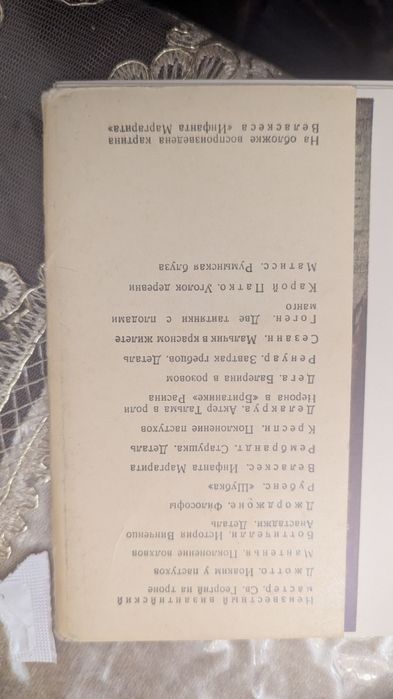 Неизвестный византийский
мастер. Св. Георгий на троне
Джотто. Иоаким у пастухов
Мантенья. Поклонение волхвов
Боттичелли. История Винченцо
Анастаджи. Деталь
Джорджоне. Философы
Рубенс. «Шубка»
Веласкес. Инфанта Маргарита
Рембрандт. Старушка. Деталь
Креспи. Поклонение пастухов
Делакруа. Актер Тальма в роли
Нерона в «Британнике» Расина
Дега. Балерина в розовом
Ренуар. Завтрак гребцов. Деталь
Сезанн. Мальчик в красном жилете
Гоген. Две таитянки с плодами
манго
Карой Патко. Уголок деревни
Матисс. Румынская блуза
На обложке воспроизведена картина
Веласкеса «Инфанта Маргарита»